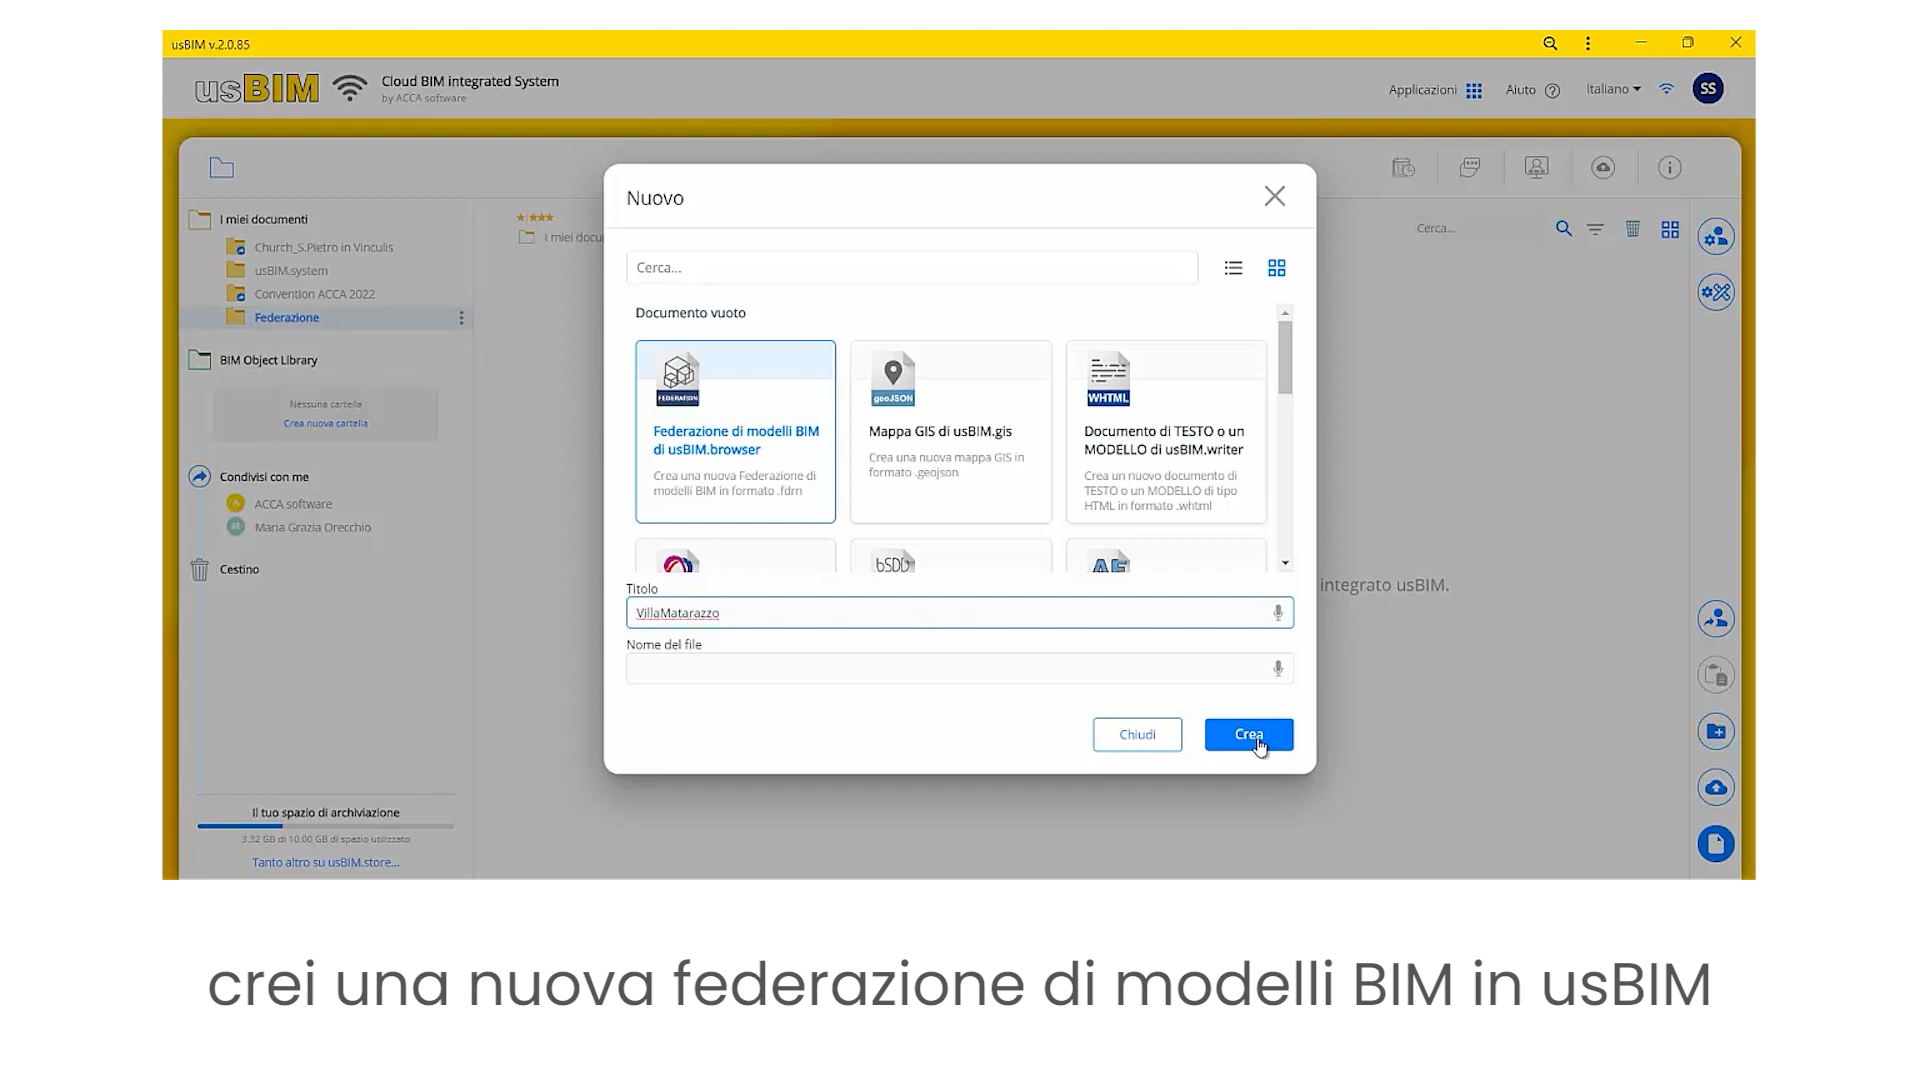 usBIM v.2.0.85
usBIM
Cloud BIM integrated System
by ACCA software
Applicazioni
Aiuto
Italiano
SS
I miei documenti
Church_S.Pietro in Vinculis
usBIM.system
Convention ACCA 2022
Federazione
BIM Object Library
Nessuna cartella
Crea nuova cartella
Condivisi con me
A
ACCA software
M
Maria Grazia Orecchio
Cestino
Il tuo spazio di archiviazione
3.32 GB di 10.00 GB di spazio utilizzato
Tanto altro su usBIM.store...
I miei docu
Cerca...
integrato usBIM.
Nuovo
Cerca...
Documento vuoto
FEDERATION
Federazione di modelli BIM
di usBIM.browser
Crea una nuova Federazione di
modelli BIM in formato .fdrn
geoJSON
Mappa GIS di usBIM.gis
Crea una nuova mappa GIS in
formato .geojson
WHTML
Documento di TESTO o un
MODELLO di usBIM.writer
Crea un nuovo documento di
TESTO o un MODELLO di tipo
HTML in formato .whtml
bSDD
Titolo
VillaMatarazzo
Nome del file
Chiudi
Crea
crei una nuova federazione di modelli BIM in usBIM